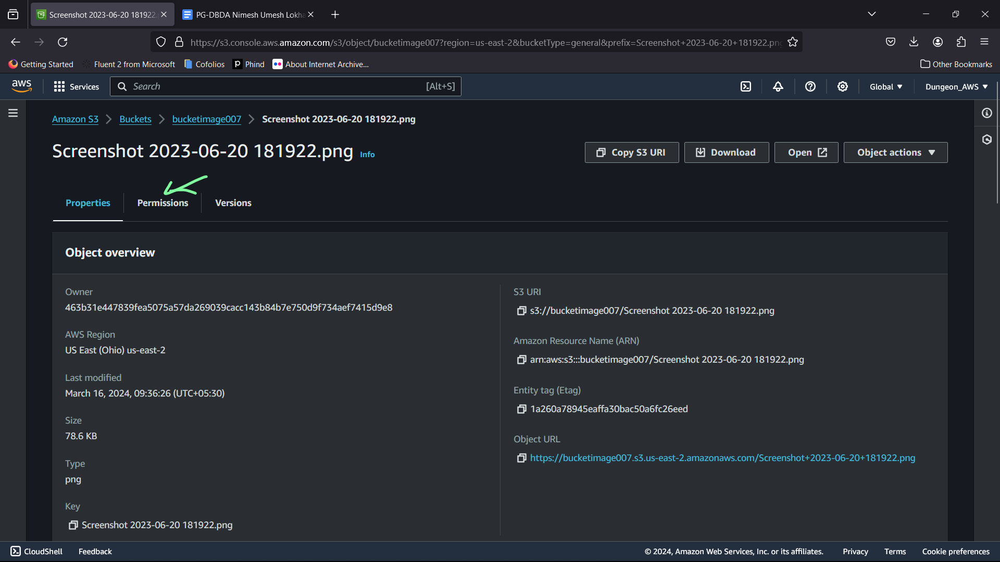 Screenshot 2023-06-20 181922.
PG-DBDA Nimesh Umesh Lokha
https://s3.console.aws.amazon.com/s3/object/bucketimage007?region=us-east-2&bucketType=general&prefix=Screenshot+2023-06-20+181922.png
Getting Started
Fluent 2 from Microsoft
Cofolios
Phind
About Internet Archive...
Other Bookmarks
aws
Services
Search
[Alt+S]
Global
Dungeon_AWS
Amazon S3
Buckets
bucketimage007
Screenshot 2023-06-20 181922.png
Screenshot 2023-06-20 181922.png
Info
Copy S3 URI
Download
Open
Object actions
Properties
Permissions
Versions
Object overview
Owner
463b31e447839fea5075a57da269039cacc143b84b7e750d9f734aef7415d9e8
AWS Region
US East (Ohio) us-east-2
Last modified
March 16, 2024, 09:36:26 (UTC+05:30)
Size
78.6 KB
Type
png
Key
Screenshot 2023-06-20 181922.png
S3 URI
s3://bucketimage007/Screenshot 2023-06-20 181922.png
Amazon Resource Name (ARN)
arn:aws:s3:::bucketimage007/Screenshot 2023-06-20 181922.png
Entity tag (Etag)
1a260a78945eaffa30bac50a6fc26eed
Object URL
https://bucketimage007.s3.us-east-2.amazonaws.com/Screenshot+2023-06-20+181922.png
CloudShell
Feedback
© 2024, Amazon Web Services, Inc. or its affiliates.
Privacy
Terms
Cookie preferences